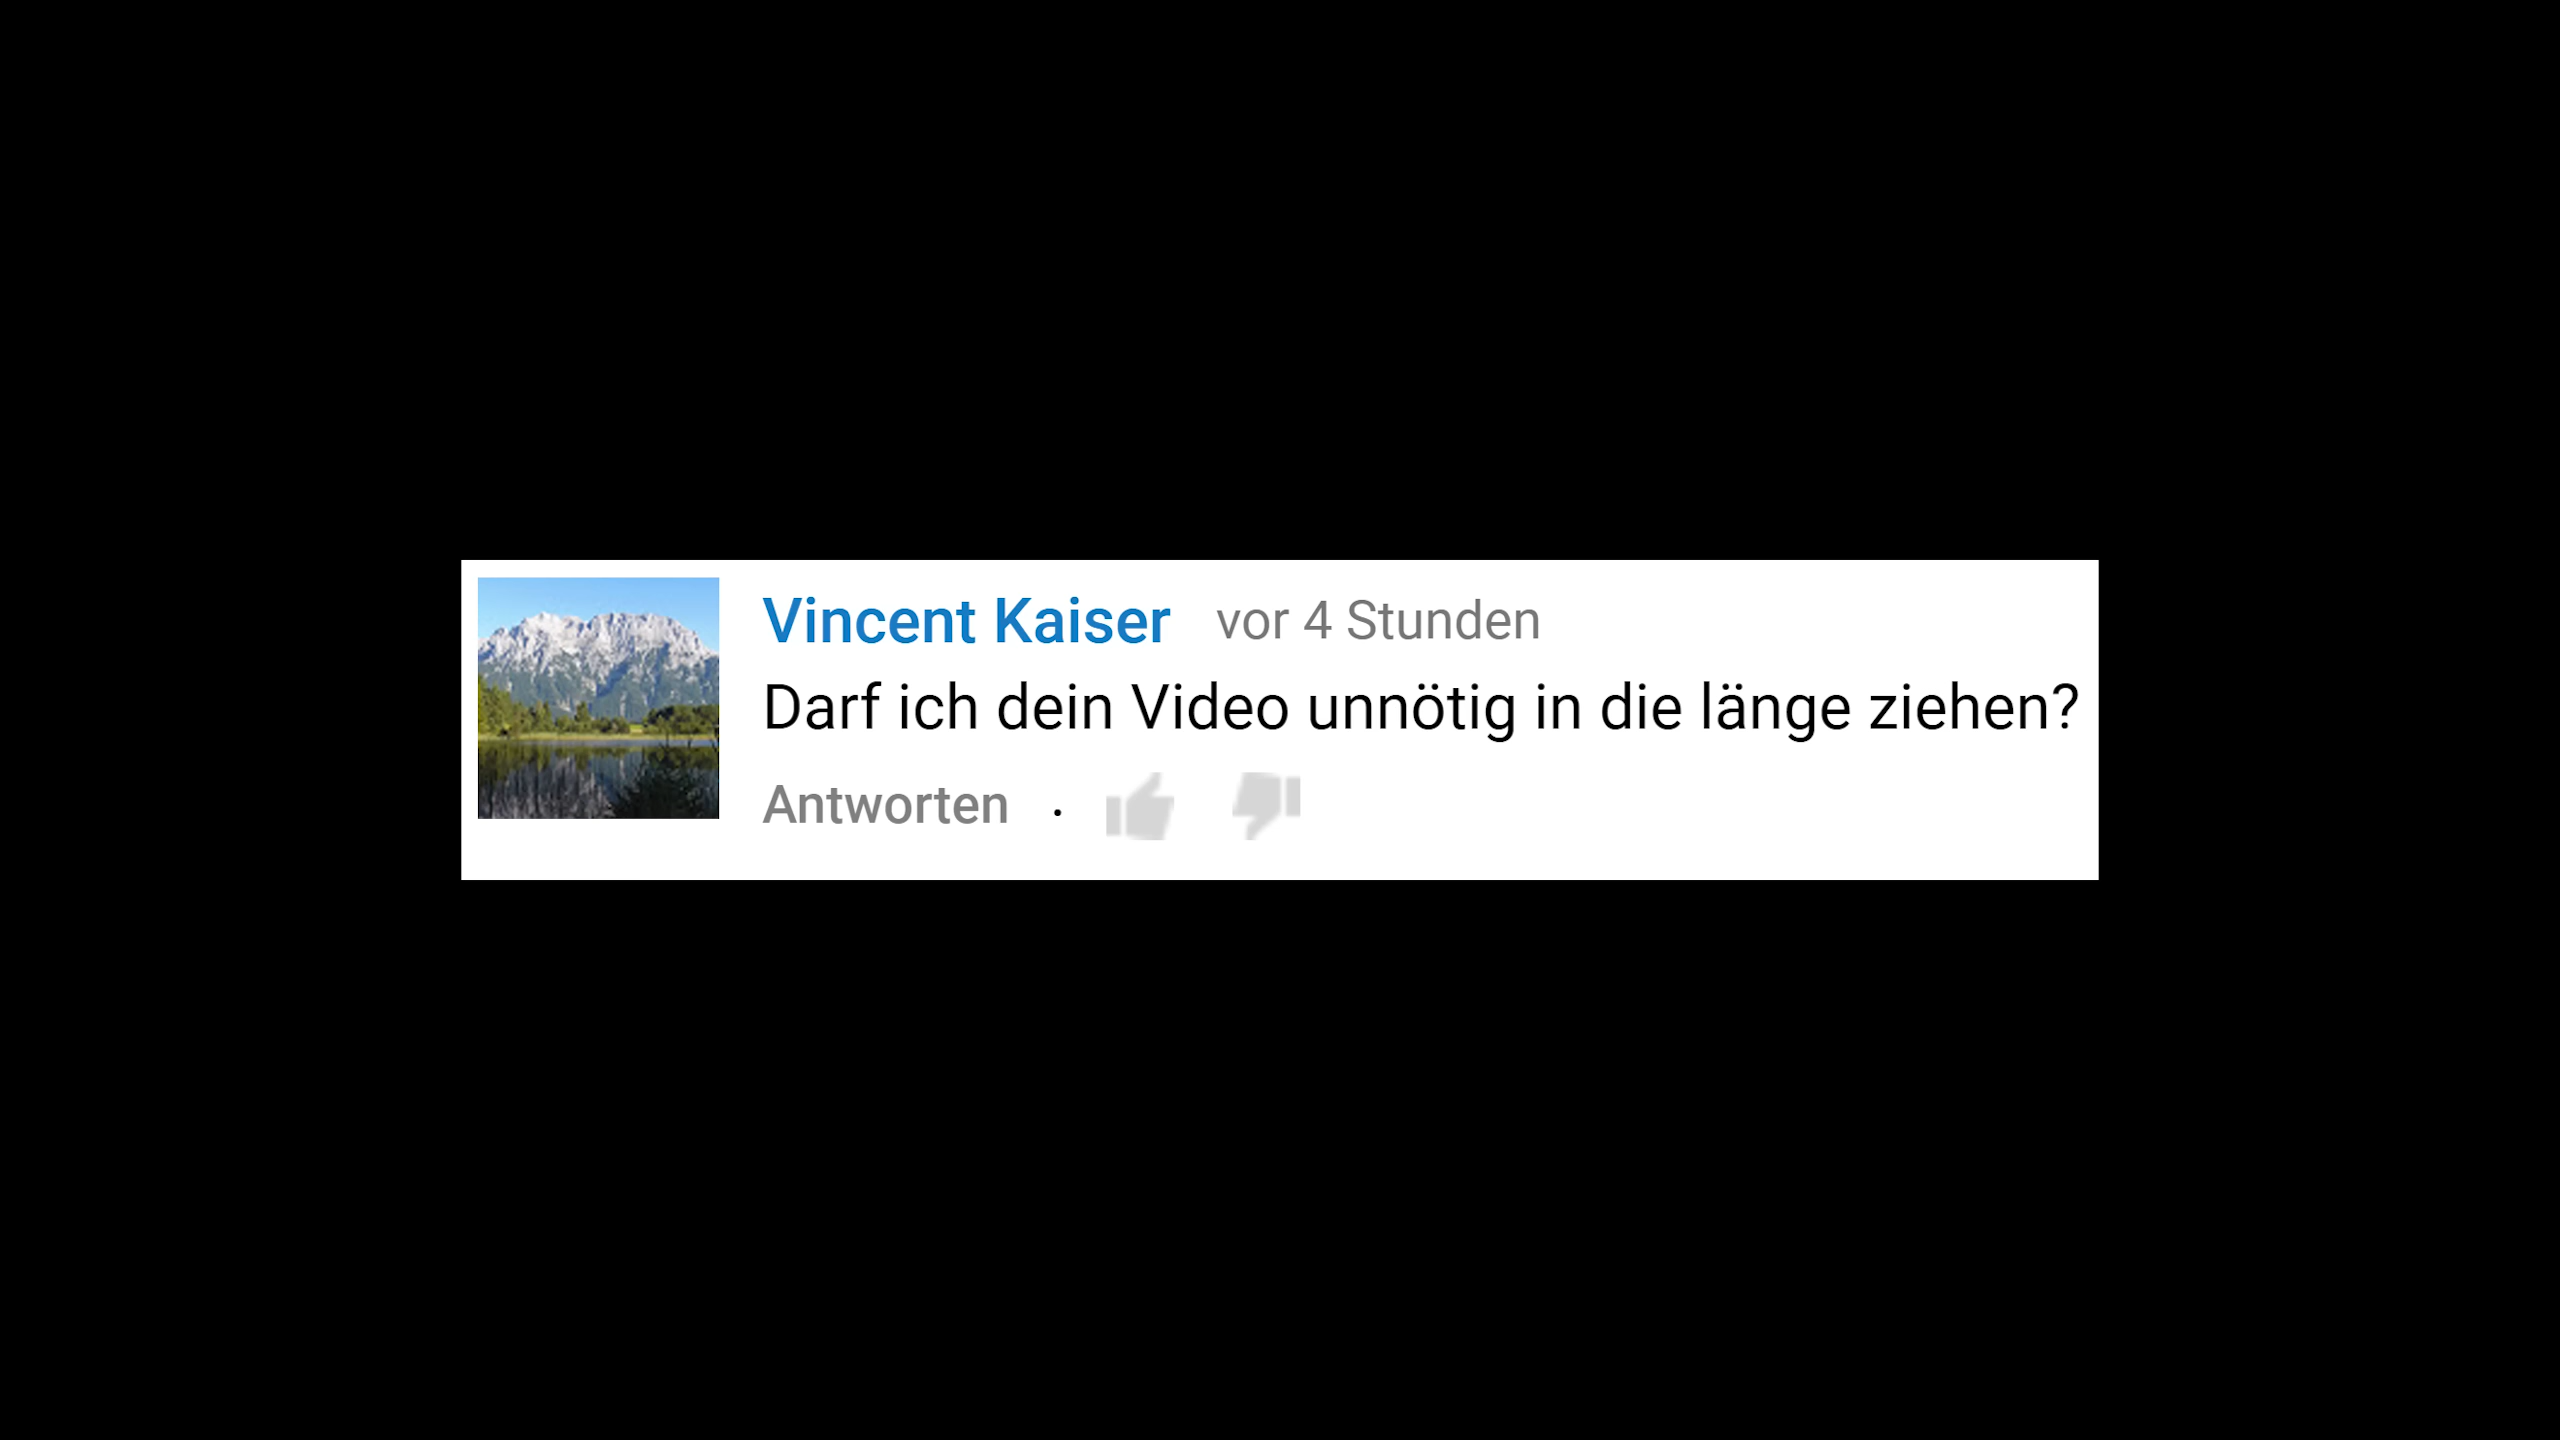 Vincent Kaiser vor 4 Stunden
Darf ich dein Video unnötig in die länge ziehen?
Antworten .